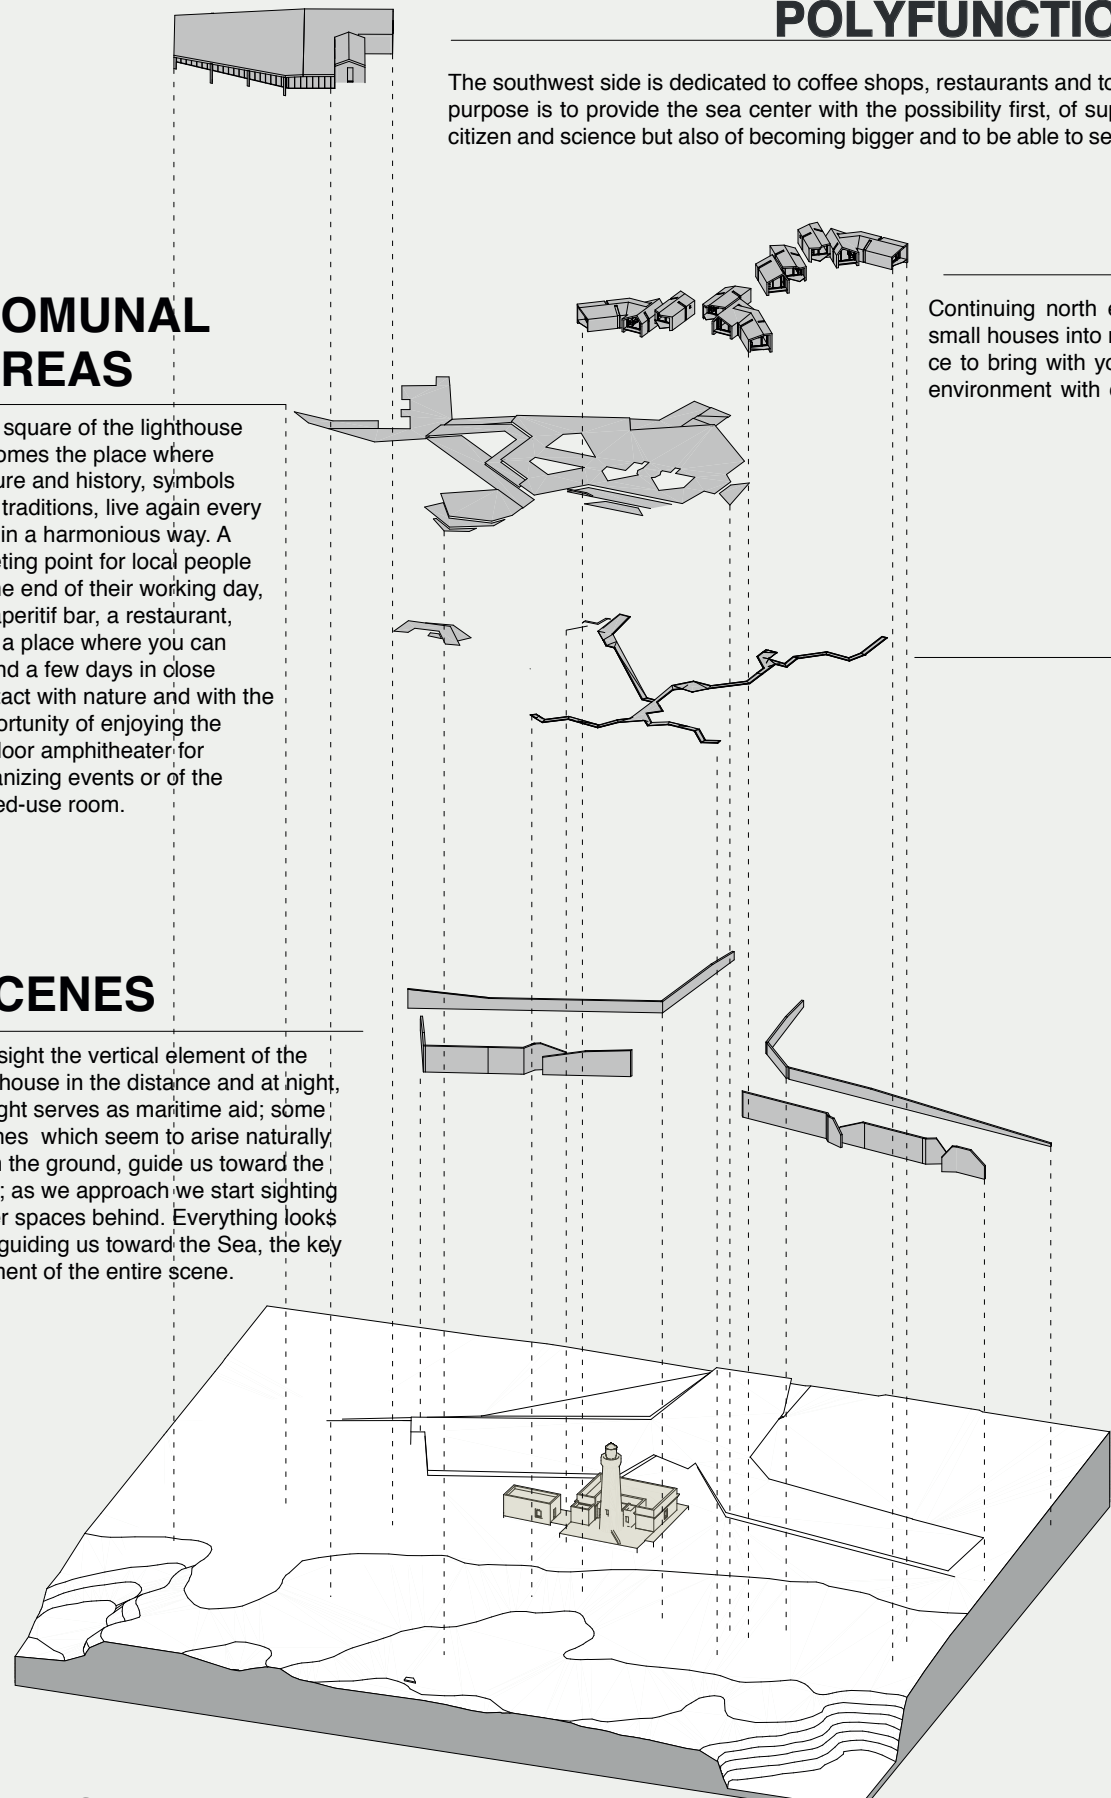 POLYFUNCTIO
The southwest side is dedicated to coffee shops, restaurants and to
purpose is to provide the sea center with the possibility first, of su
citizen and science but also of becoming bigger and to be able to se
OMUNAL
REAS
square of the lighthouse
omes the place where
ure and history, symbols
traditions, live again every
in a harmonious way. A
eting point for local people
he end of their working day,
aperitif bar, a restaurant,
a place where you can
nd a few days in close
tact with nature and with the
ortunity of enjoying the
door amphitheater for
anizing events or of the
ed-use room.
Continuing north e
small houses into
ce to bring with yo
environment with
CENES
sight the vertical element of the
house in the distance and at night,
ght serves as maritime aid; some
nes which seem to arise naturally
n the ground, guide us toward the
; as we approach we start sighting
r spaces behind. Everything looks
guiding us toward the Sea, the key
ment of the entire scene.